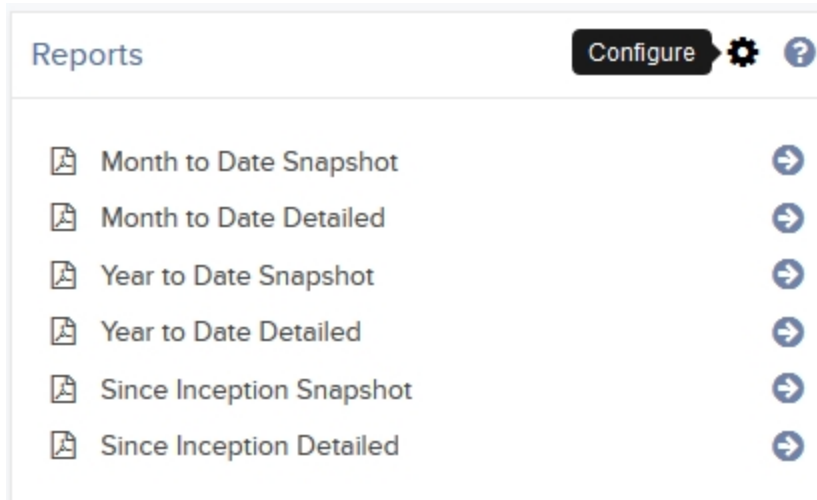 Reports
Configure
Month to Date Snapshot
Month to Date Detailed
Year to Date Snapshot
Year to Date Detailed
Since Inception Snapshot
Since Inception Detailed